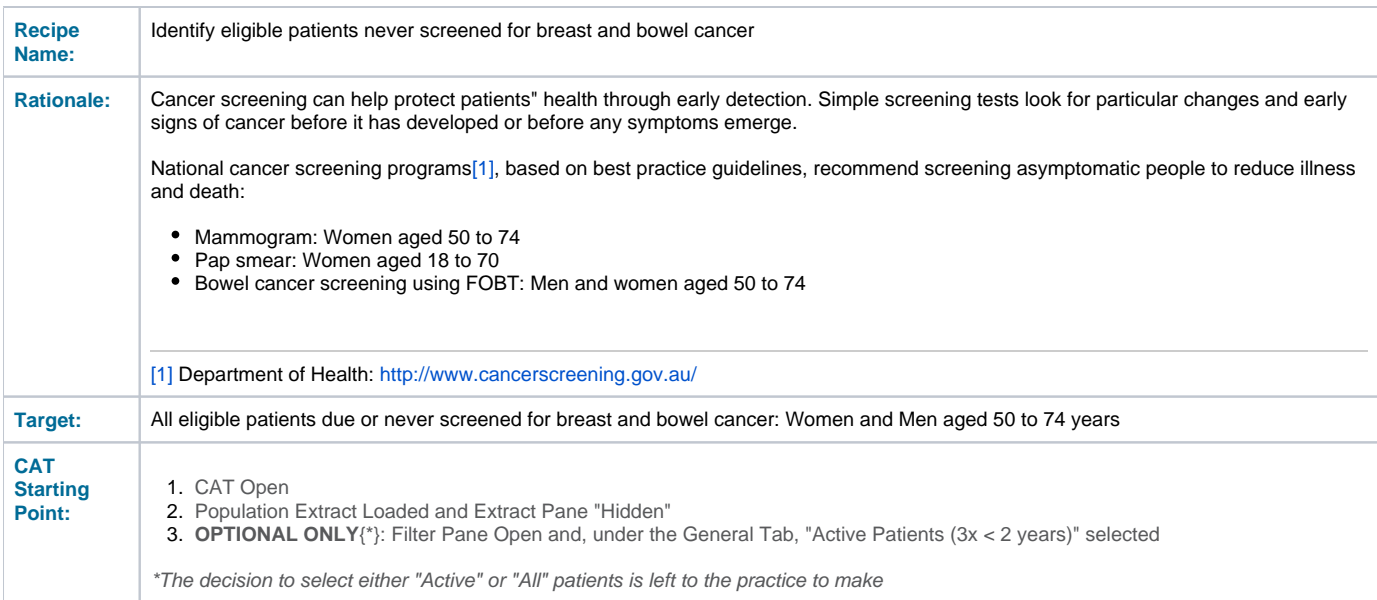 Recipe Name: Identify eligible patients never screened for breast and bowel cancer
Rationale: Cancer screening can help protect patients" health through early detection. Simple screening tests look for particular changes and early
signs of cancer before it has developed or before any symptoms emerge.
National cancer screening programs[1], based on best practice guidelines, recommend screening asymptomatic people to reduce illness
and death:
• Mammogram: Women aged 50 to 74
• Pap smear: Women aged 18 to 70
• Bowel cancer screening using FOBT: Men and women aged 50 to 74
[1] Department of Health: http://www.cancerscreening.gov.au/
Target: All eligible patients due or never screened for breast and bowel cancer: Women and Men aged 50 to 74 years
CAT Starting Point:
1. CAT Open
2. Population Extract Loaded and Extract Pane "Hidden"
3. OPTIONAL ONLY{*}: Filter Pane Open and, under the General Tab, "Active Patients (3x < 2 years)" selected
*The decision to select either "Active" or "All" patients is left to the practice to make